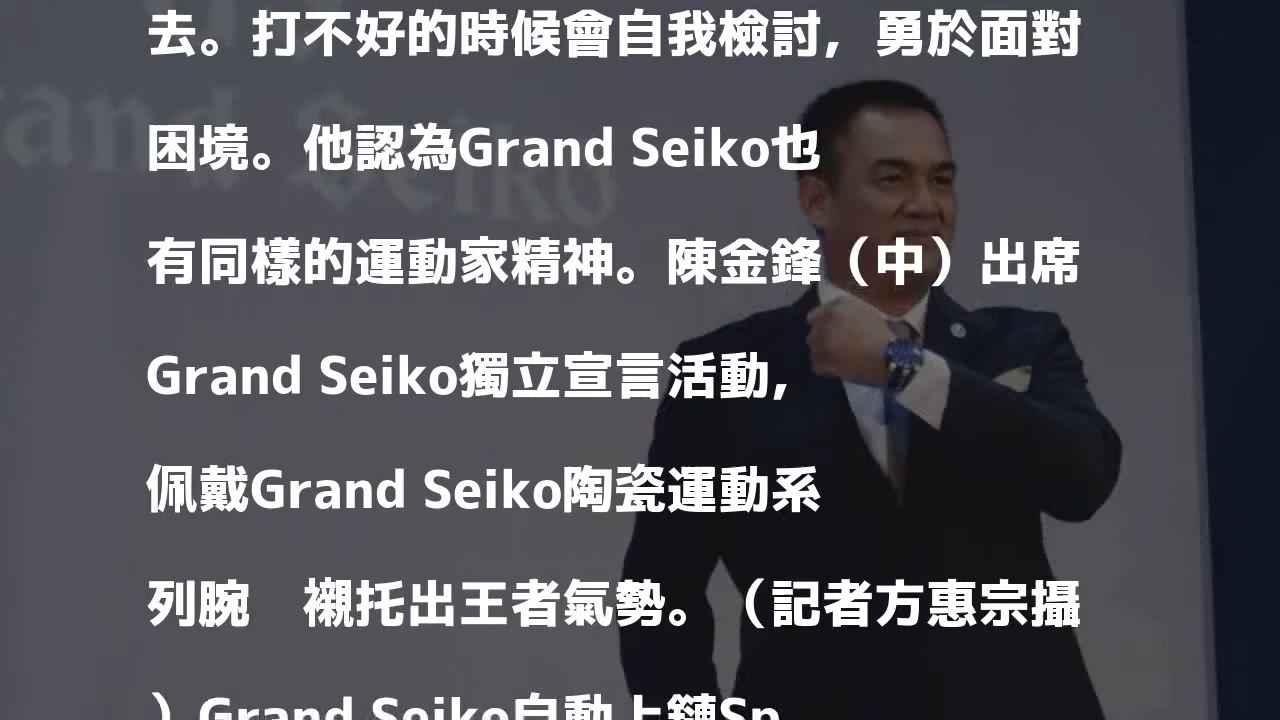 去。打不好的時候會自我檢討，勇於面對
困境。他認為Grand Seiko也
有同樣的運動家精神。陳金鋒（中）出席
Grand Seiko獨立宣言活動，
佩戴Grand Seiko陶瓷運動系
列腕　襯托出王者氣勢。（記者方惠宗攝
）Grand Seiko自動上鏈Sp
Grand Seiko